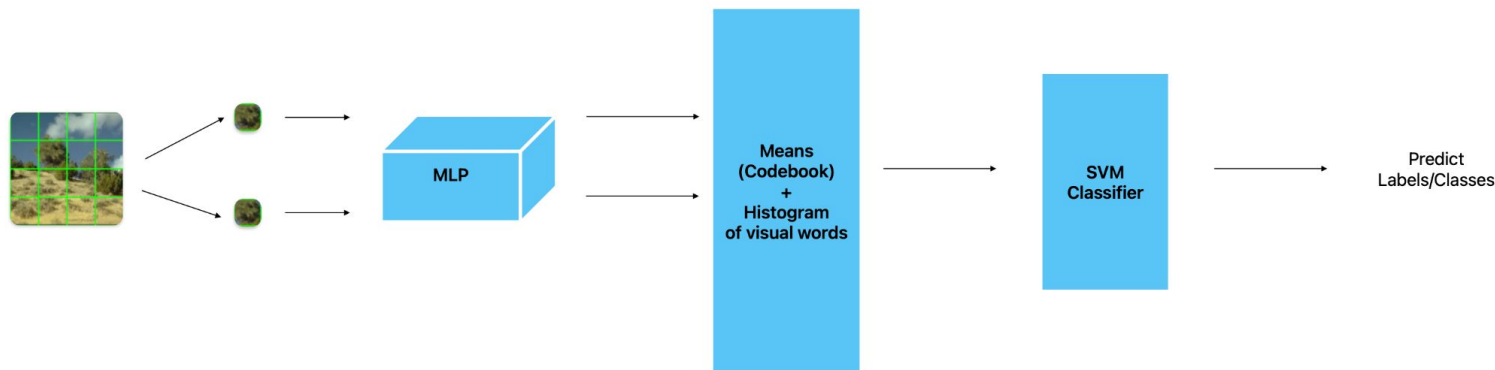 MLP
Means
(Codebook)
+
Histogram
of visual words
SVM
Classifier
Predict
Labels/Classes